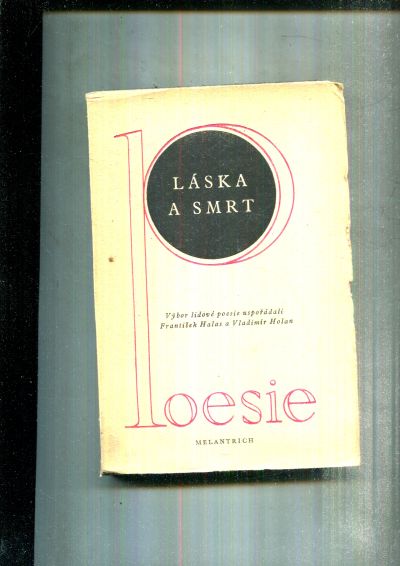 LÁSKA
A SMRT
Výbor lidové poesie uspořádali
František Halas a Vladimír Holan
Poesie
MELANTRICH